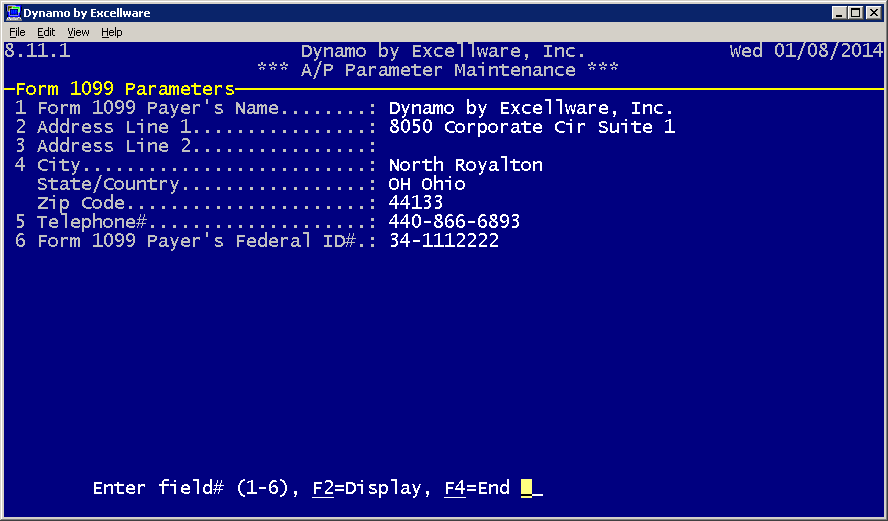 Dynamo by Excellware
File Edit View Help
8.11.1 Dynamo by Excellware, Inc. Wed 01/08/2014
*** A/P Parameter Maintenance ***
Form 1099 Parameters
1 Form 1099 Payer's Name........: Dynamo by Excellware, Inc.
2 Address Line 1................: 8050 Corporate Cir Suite 1
3 Address Line 2................:
4 City..........................: North Royalton
State/Country.................: OH Ohio
Zip Code......................: 44133
5 Telephone#....................: 440-866-6893
6 Form 1099 Payer's Federal ID#.: 34-1112222
Enter field# (1-6), F2=Display, F4=End